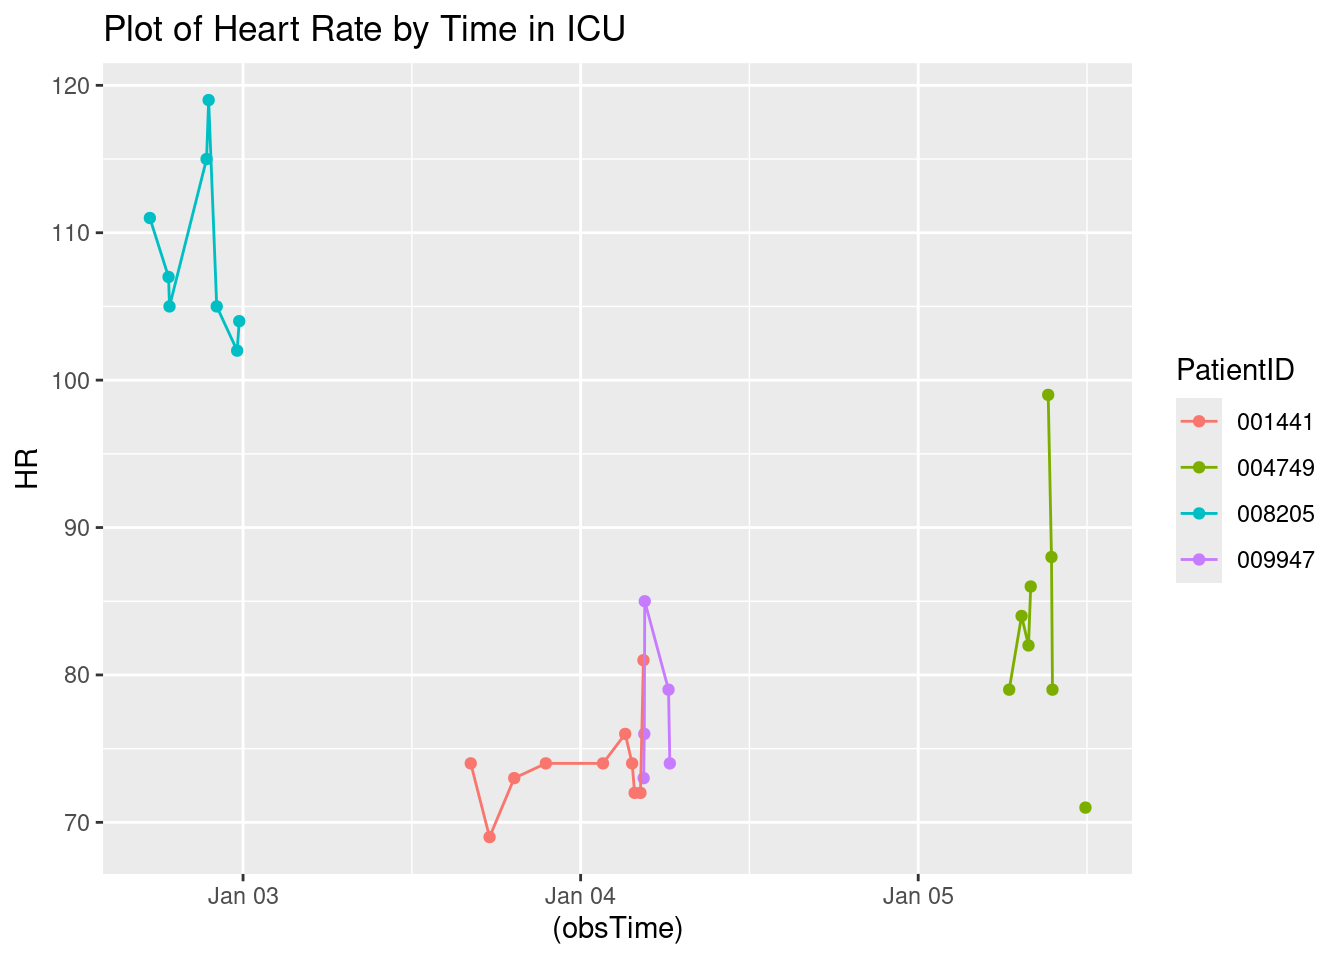 Plot of Heart Rate by Time in ICU
120
110
100
90
80
70
HR
Jan 03
Jan 04
Jan 05
(obsTime)
PatientID
001441
004749
008205
009947